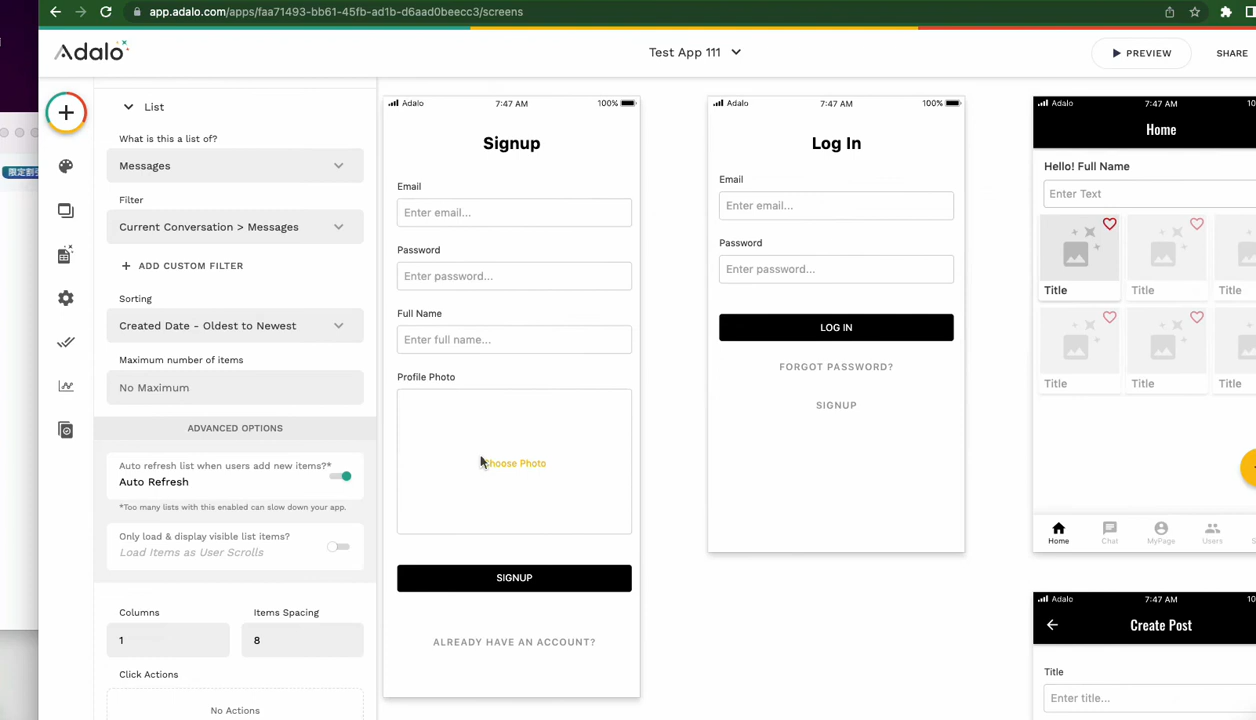 app.adalo.com/apps/faa71493-bb61-45fb-ad1b-d6aad0beecc3/screens
Adalo
Test App 111
PREVIEW
SHARE
限定割引
List
What is this a list of?
Messages
Filter
Current Conversation > Messages
+ ADD CUSTOM FILTER
Sorting
Created Date - Oldest to Newest
Maximum number of items
No Maximum
ADVANCED OPTIONS
Auto refresh list when users add new items?*
Auto Refresh
*Too many lists with this enabled can slow down your app.
Only load & display visible list items?
Load Items as User Scrolls
Columns
Items Spacing
1
8
Click Actions
No Actions
Adalo 7:47 AM 100%
Signup
Email
Enter email...
Password
Enter password...
Full Name
Enter full name...
Profile Photo
Choose Photo
SIGNUP
ALREADY HAVE AN ACCOUNT?
Adalo 7:47 AM 100%
Log In
Email
Enter email...
Password
Enter password...
LOG IN
FORGOT PASSWORD?
SIGNUP
Adalo 7:47 AM 10
Home
Hello! Full Name
Enter Text
Title Title Title
Title Title Title
Home Chat MyPage Users S
Adalo 7:47 AM 10
Create Post
Title
Enter title...